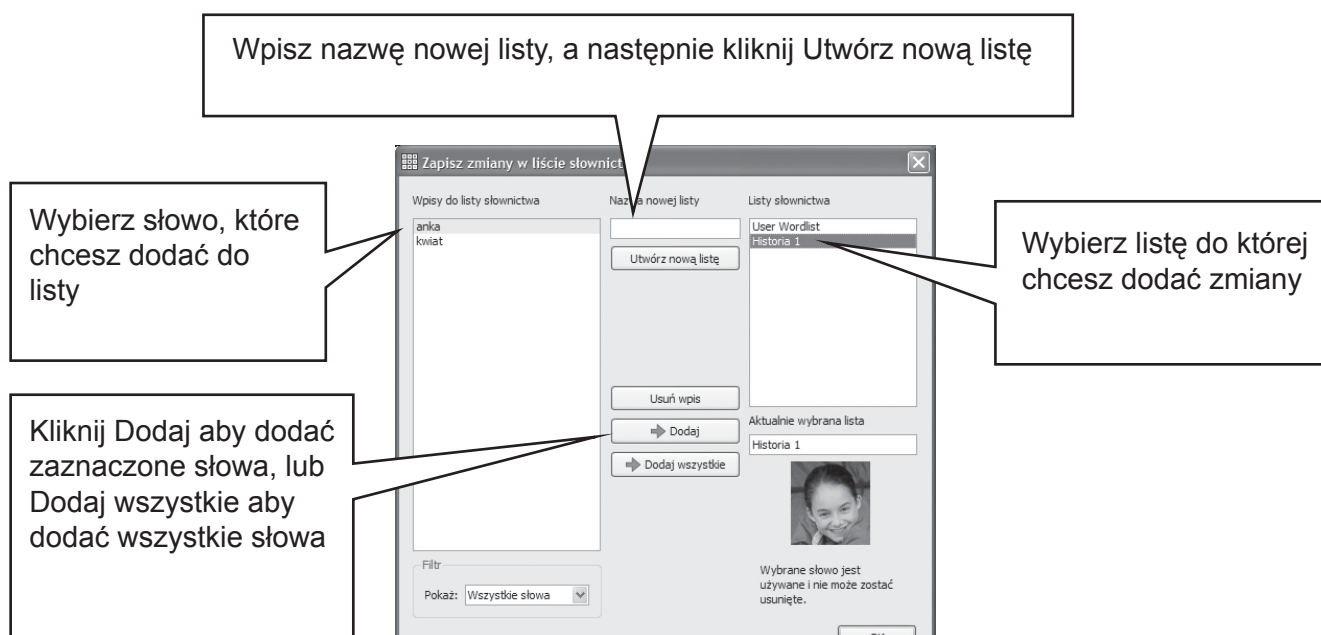 Wpisz nazwę nowej listy, a następnie kliknij Utwórz nową listę
Wybierz słowo, które
chcesz dodać do
listy
Kliknij Dodaj aby dodać
zaznaczone słowa, lub
Dodaj wszystkie aby
dodać wszystkie słowa
Zapisz zmiany w liście słownict
Wpisy do listy słownictwa
anka
kwiat
Filtr
Pokaż: Wszystkie słowa
Nazwa nowej listy
Utwórz nową listę
Usuń wpis
Dodaj
Dodaj wszystkie
Listy słownictwa
User Wordlist
Historia 1
Aktualnie wybrana lista
Historia 1
Wybrane słowo jest
używane i nie może zostać
usunięte.
Wybierz listę do której
chcesz dodać zmiany